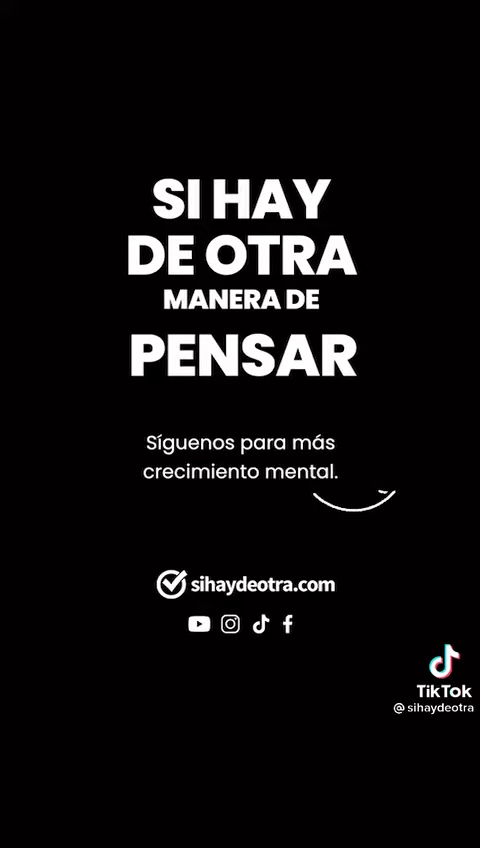 SI HAY
DE OTRA
MANERA DE
PENSAR
Síguenos para más
crecimiento mental.
sihaydeotra.com
TikTok
@ sihaydeotra